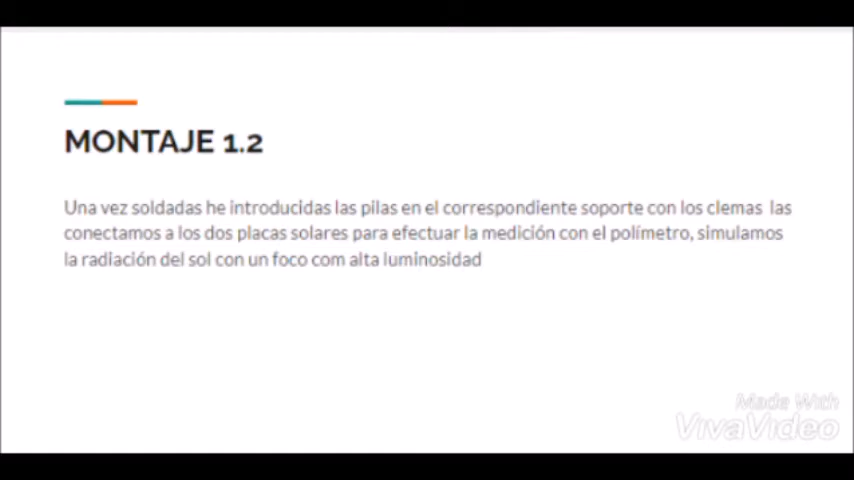 MONTAJE 1.2
Una vez soldadas he introducidas las pilas en el correspondiente soporte con los clemas las
conectamos a los dos placas solares para efectuar la medición con el polímetro, simulamos
la radiación del sol con un foco com alta luminosidad
Made With
VivaVideo